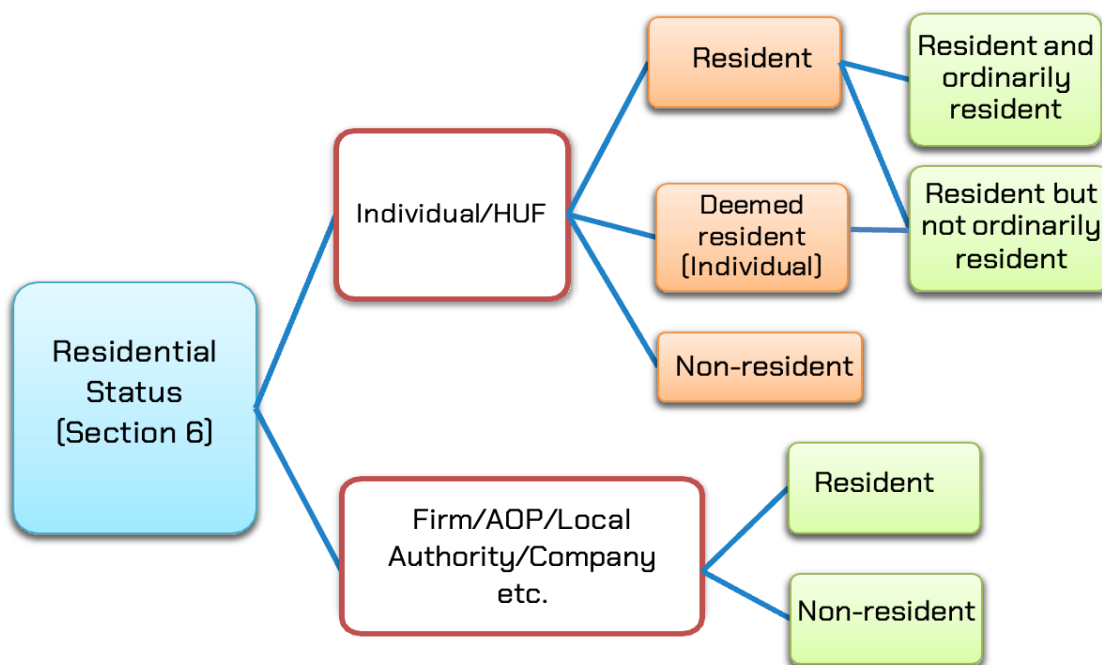 Residential
Status
(Section 6)
Individual/HUF
Resident
Resident and
ordinarily
resident
Deemed
resident
(Individual)
Resident but
not ordinarily
resident
Non-resident
Firm/AOP/Local
Authority/Company
etc.
Resident
Non-resident